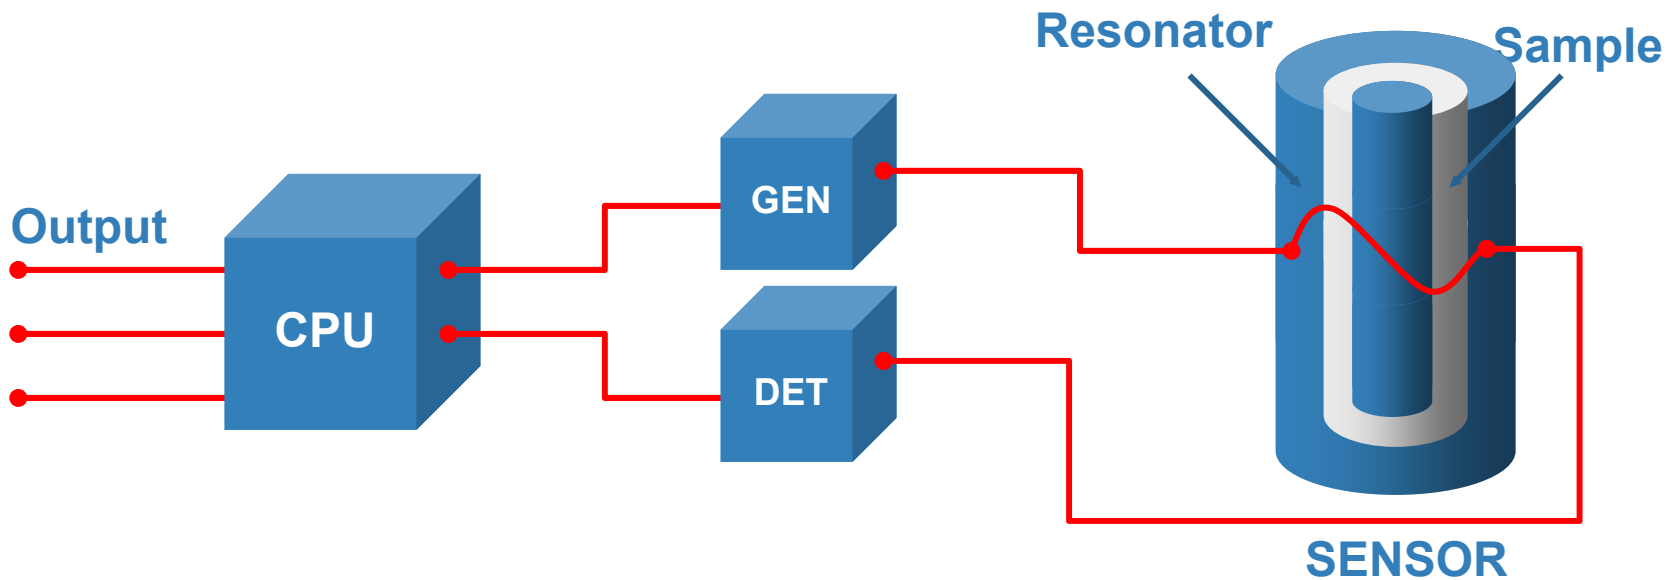 Resonator
Sample
Output
GEN
CPU
DET
SENSOR